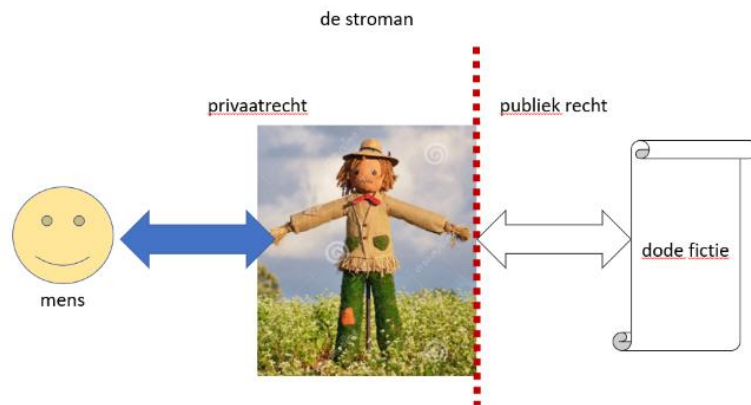 de stroman
privaatrecht
publiek recht
dode fictie
mens